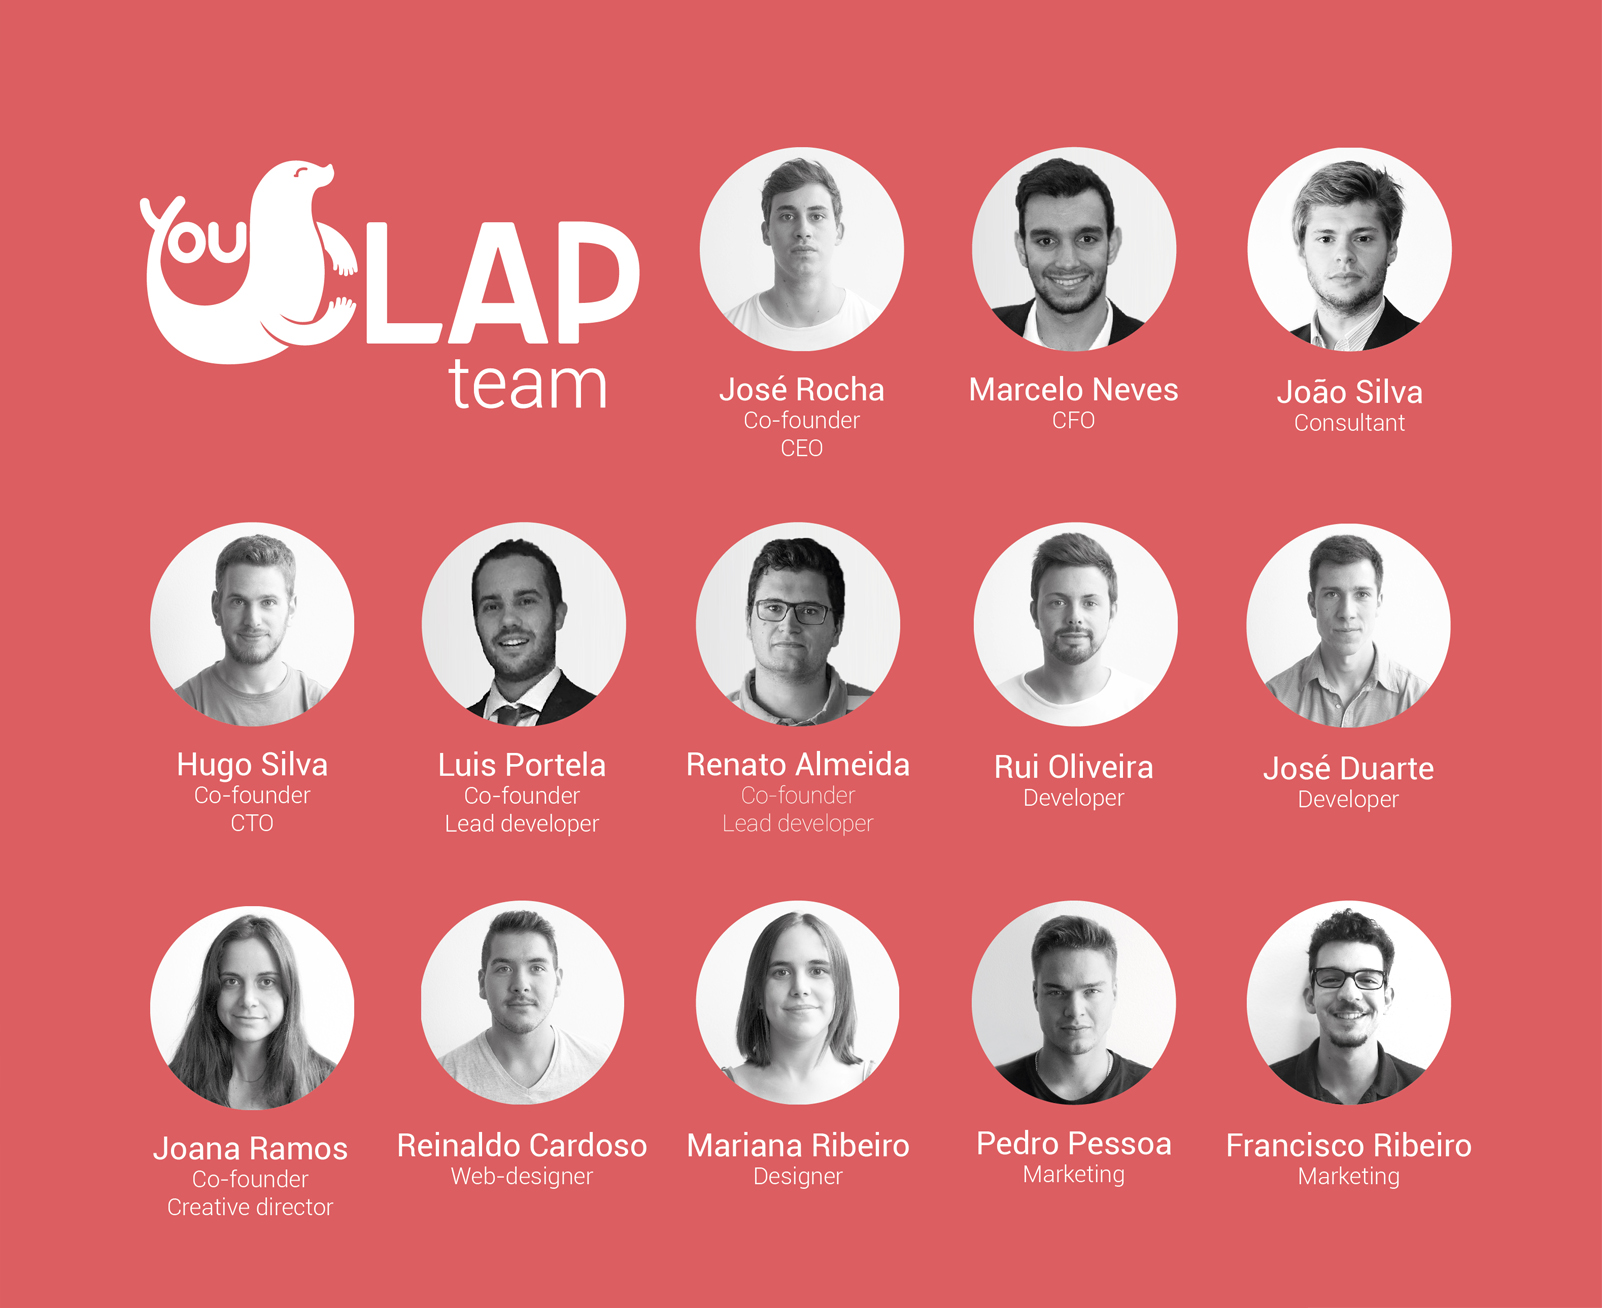 YOU CLAP
team
José Rocha
Co-founder
CEO
Marcelo Neves
CFO
João Silva
Consultant
Hugo Silva
Co-founder
CTO
Luis Portela
Co-founder
Lead developer
Renato Almeida
Co-founder
Lead developer
Rui Oliveira
Developer
José Duarte
Developer
Joana Ramos
Co-founder
Creative director
Reinaldo Cardoso
Web-designer
Mariana Ribeiro
Designer
Pedro Pessoa
Marketing
Francisco Ribeiro
Marketing